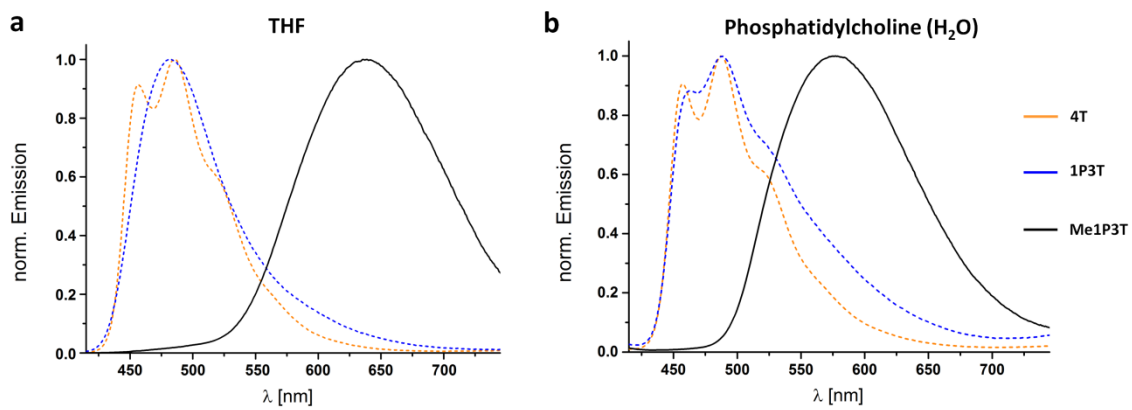 a
THF
norm. Emission
1.0
0.8
0.6
0.4
0.2
0.0
450
500
550
600
650
700
λ [nm]
b
Phosphatidylcholine (H₂O)
norm. Emission
1.0
0.8
0.6
0.4
0.2
0.0
450
500
550
600
650
700
λ [nm]
4T
1P3T
Me1P3T